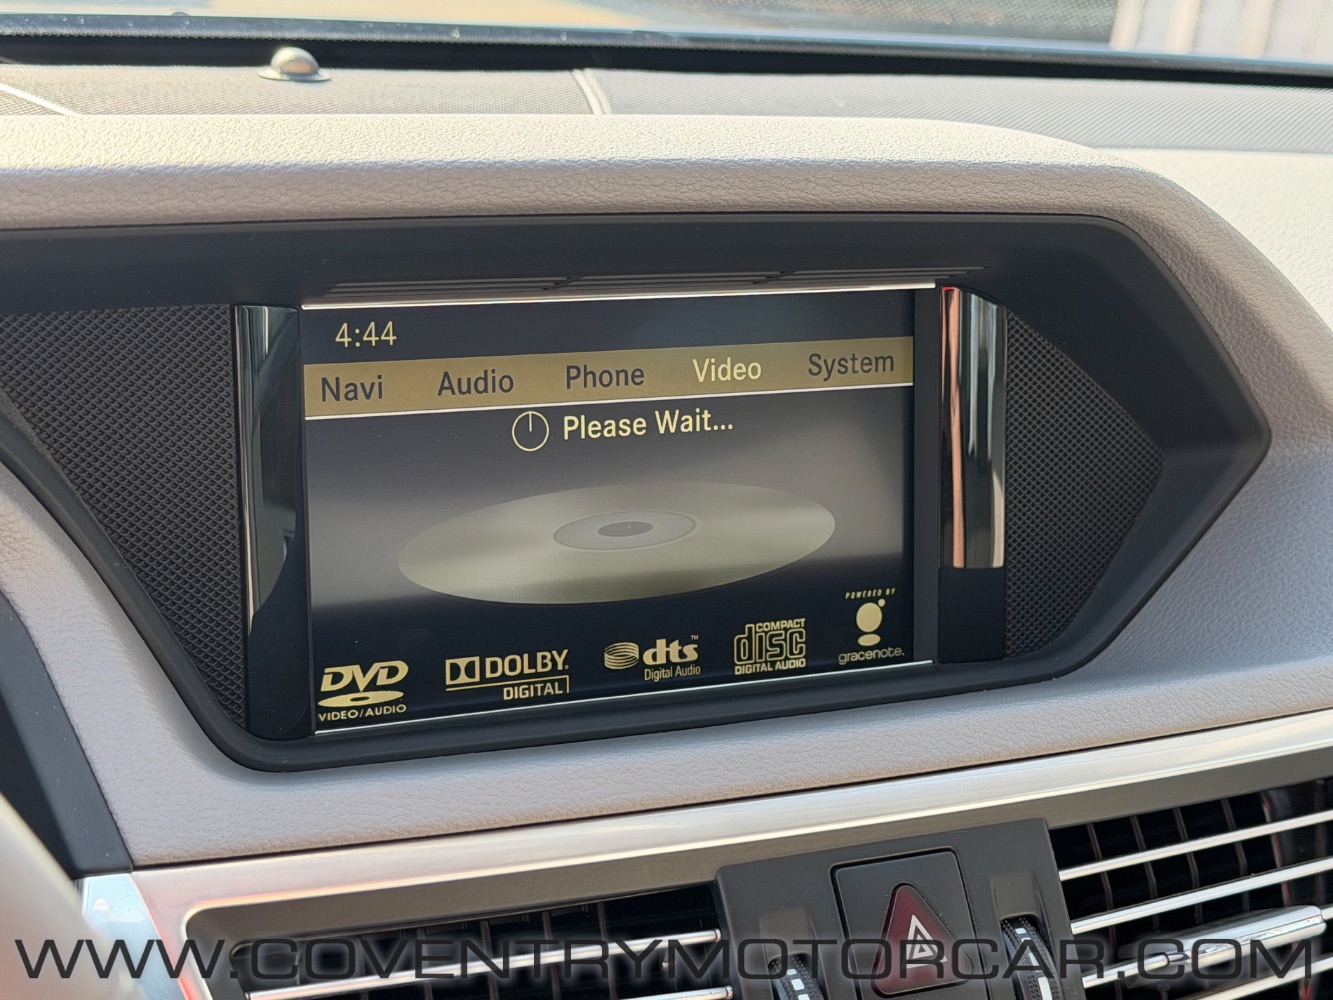 4:44
Navi Audio Phone Video System
Please Wait...
DVD
VIDEO/AUDIO
DOLBY®
DIGITAL
dts™
Digital Audio
COMPACT
disc
DIGITAL AUDIO
POWERED BY
gracenote.
WWW.COVENTRYMOTORCAR.COM